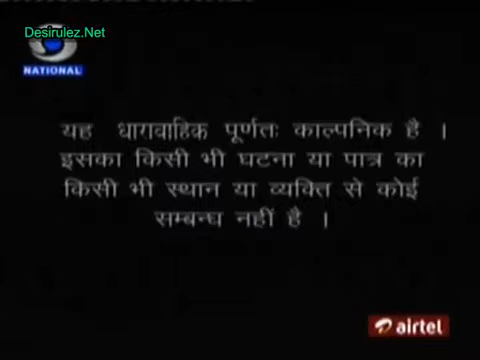 Desirulez.Net
NATIONAL
यह धारावाहिक पूर्णतः काल्पनिक है ।
इसका किसी भी घटना या पात्र का
किसी भी स्थान या व्यक्ति से कोई
सम्बन्ध नहीं है ।
airtel